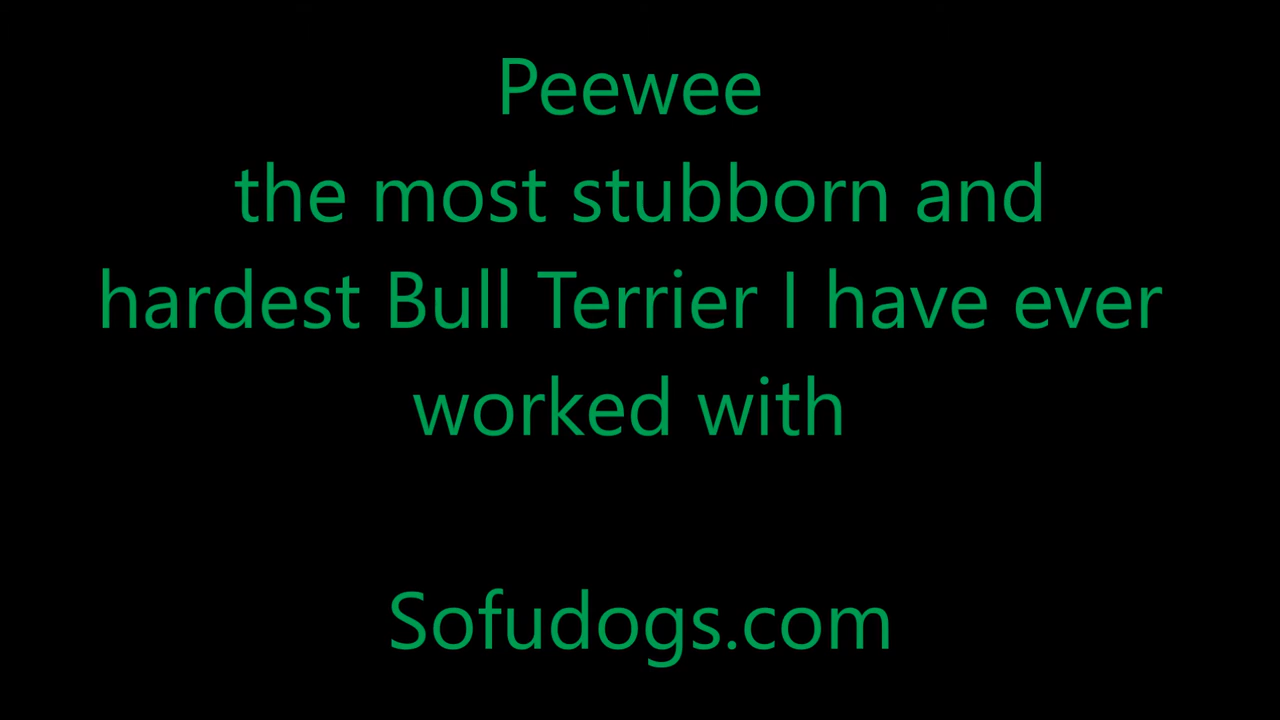 Peewee
the most stubborn and
hardest Bull Terrier I have ever
worked with
Sofudogs.com